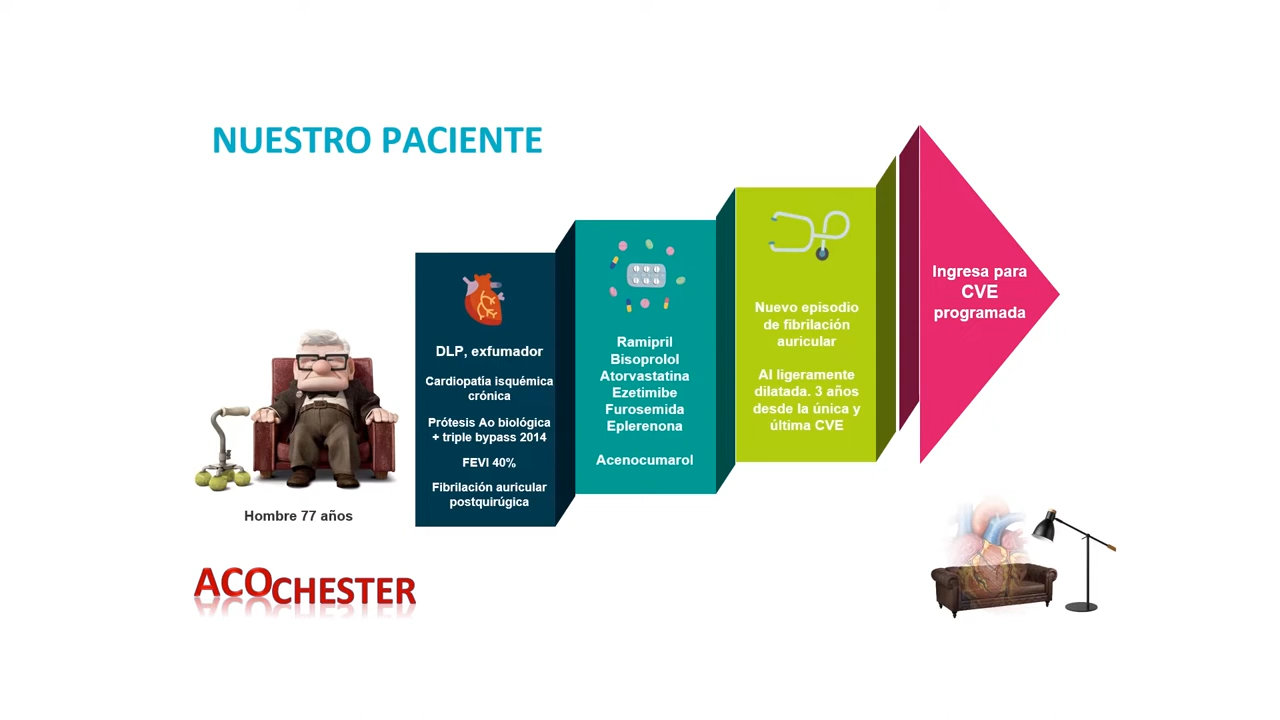 NUESTRO PACIENTE
Hombre 77 años
DLP, exfumador
Cardiopatía isquémica
crónica
Prótesis Ao biológica
+ triple bypass 2014
FEVI 40%
Fibrilación auricular
postquirúgica
Ramipril
Bisoprolol
Atorvastatina
Ezetimibe
Furosemida
Eplerenona
Acenocumarol
Nuevo episodio
de fibrilación
auricular
AI ligeramente
dilatada. 3 años
desde la única y
última CVE
Ingresa para
CVE
programada
ACOCHESTER